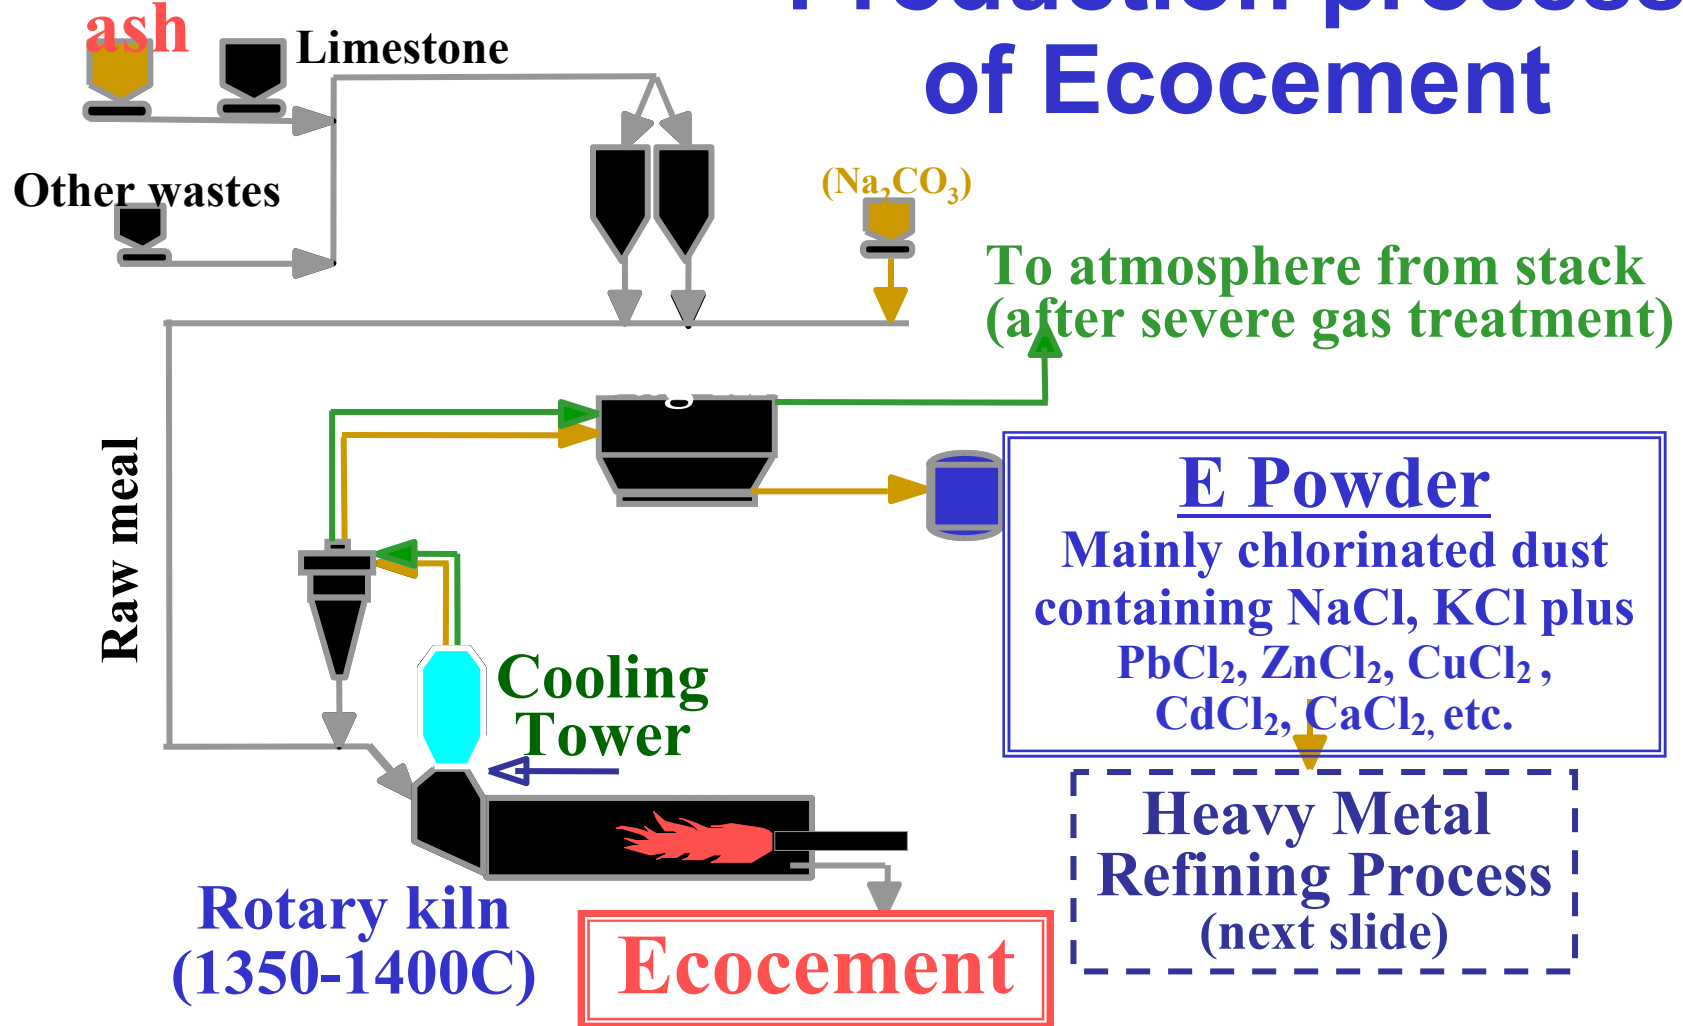 Production process
of Ecocement
ash
Limestone
Other wastes
(Na₂CO₃)
To atmosphere from stack
(after severe gas treatment)
Raw meal
E Powder
Mainly chlorinated dust
containing NaCl, KCl plus
PbCl₂, ZnCl₂, CuCl₂ ,
CdCl₂, CaCl₂, etc.
Cooling
Tower
Heavy Metal
Refining Process
(next slide)
Rotary kiln
(1350-1400C)
Ecocement